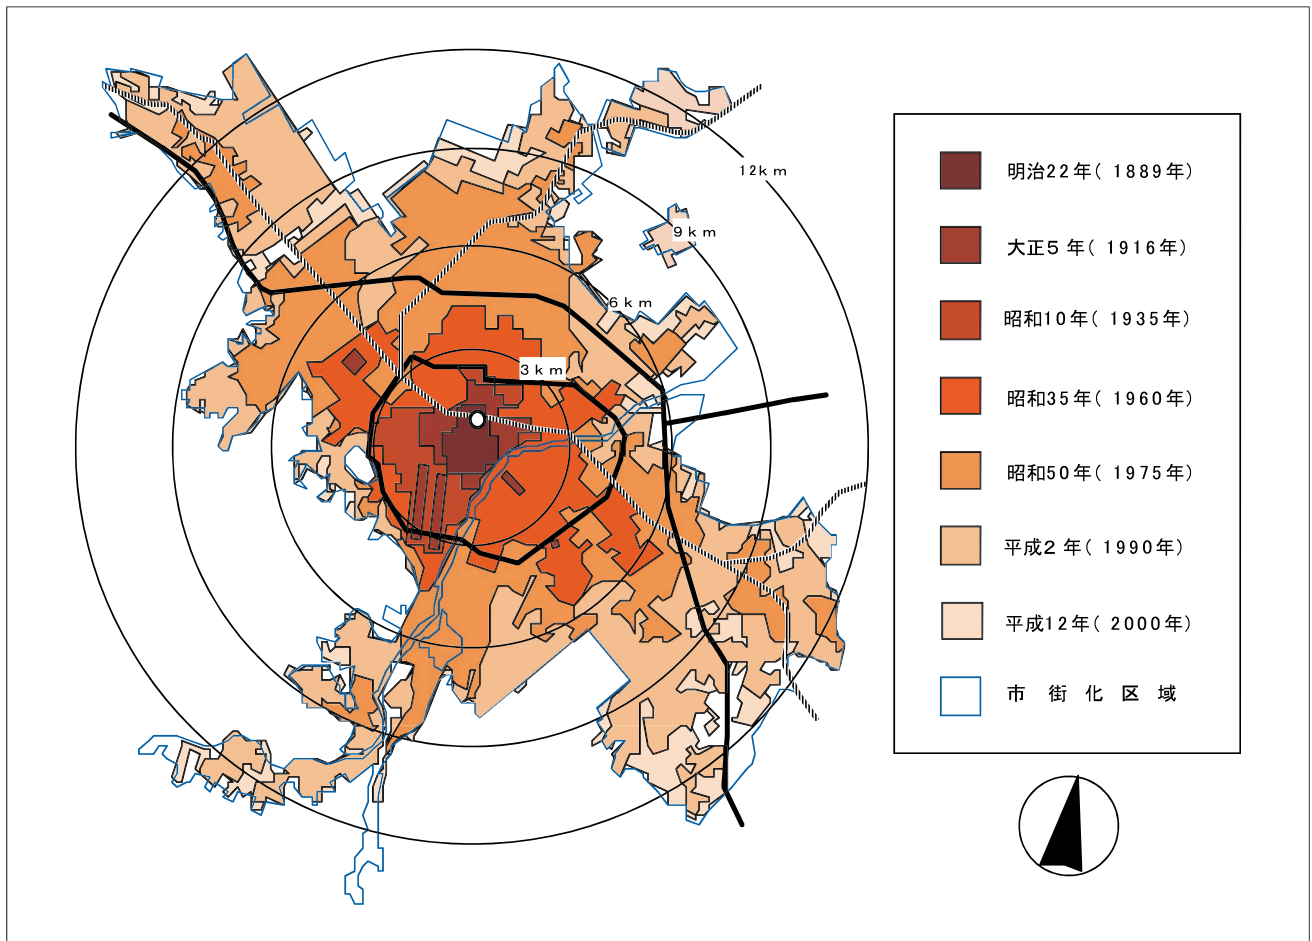 12km
9km
6km
3km
明治22年( 1889年)
大正5年( 1916年)
昭和10年( 1935年)
昭和35年( 1960年)
昭和50年( 1975年)
平成2年( 1990年)
平成12年( 2000年)
市街化区域